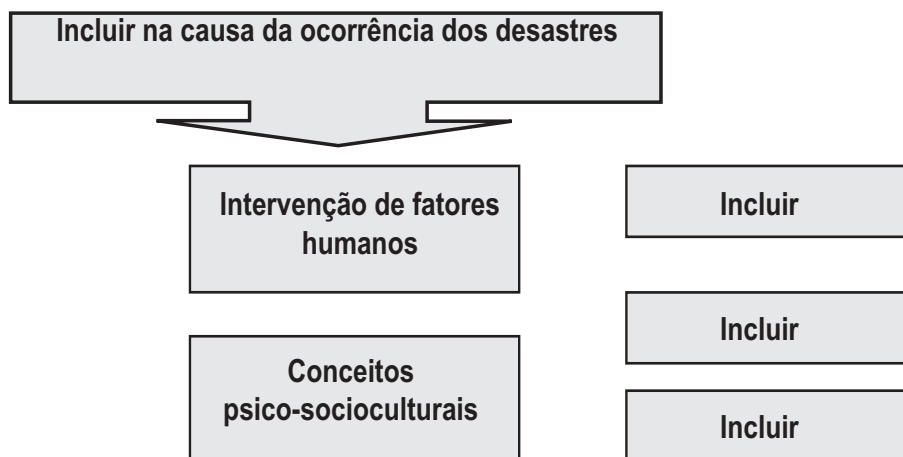 Incluir na causa da ocorrência dos desastres
Intervenção de fatores
humanos
Incluir
Incluir
Conceitos
psico-socioculturais
Incluir